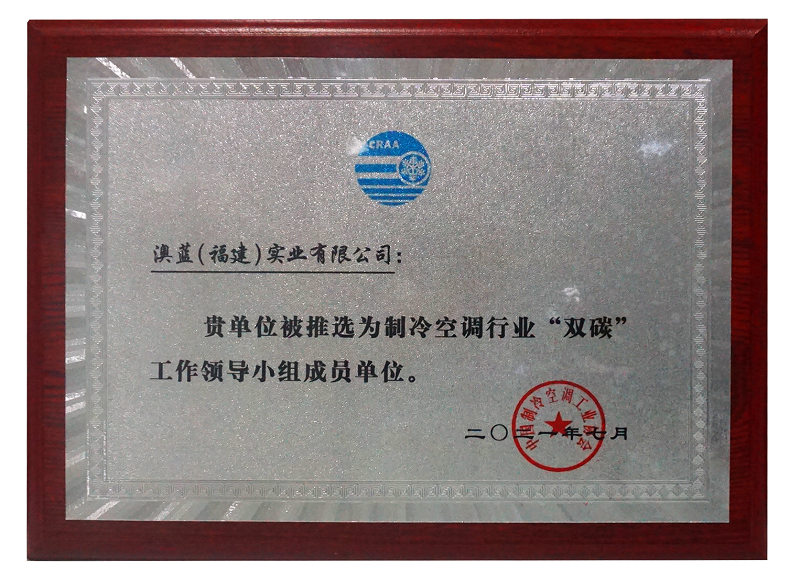 CRAA
澳蓝(福建)实业有限公司:
贵单位被推选为制冷空调行业“双碳”
工作领导小组成员单位。
二〇二一年七月
中国制冷空调工业协会